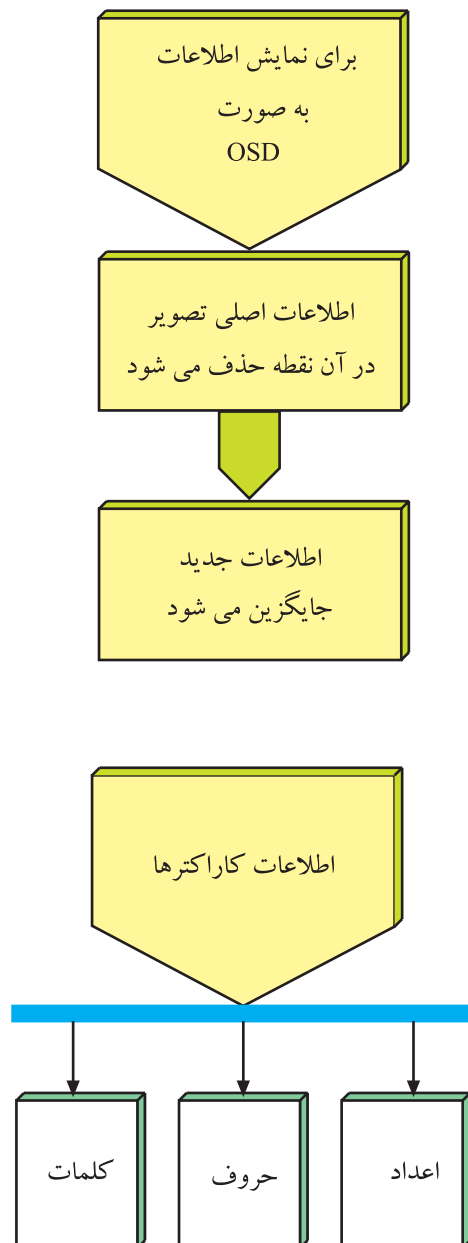 برای نمایش اطلاعات
به صورت
OSD
اطلاعات اصلی تصویر
در آن نقطه حذف می شود
اطلاعات جدید
جایگزین می شود
اطلاعات کاراکترها
اعداد
حروف
کلمات